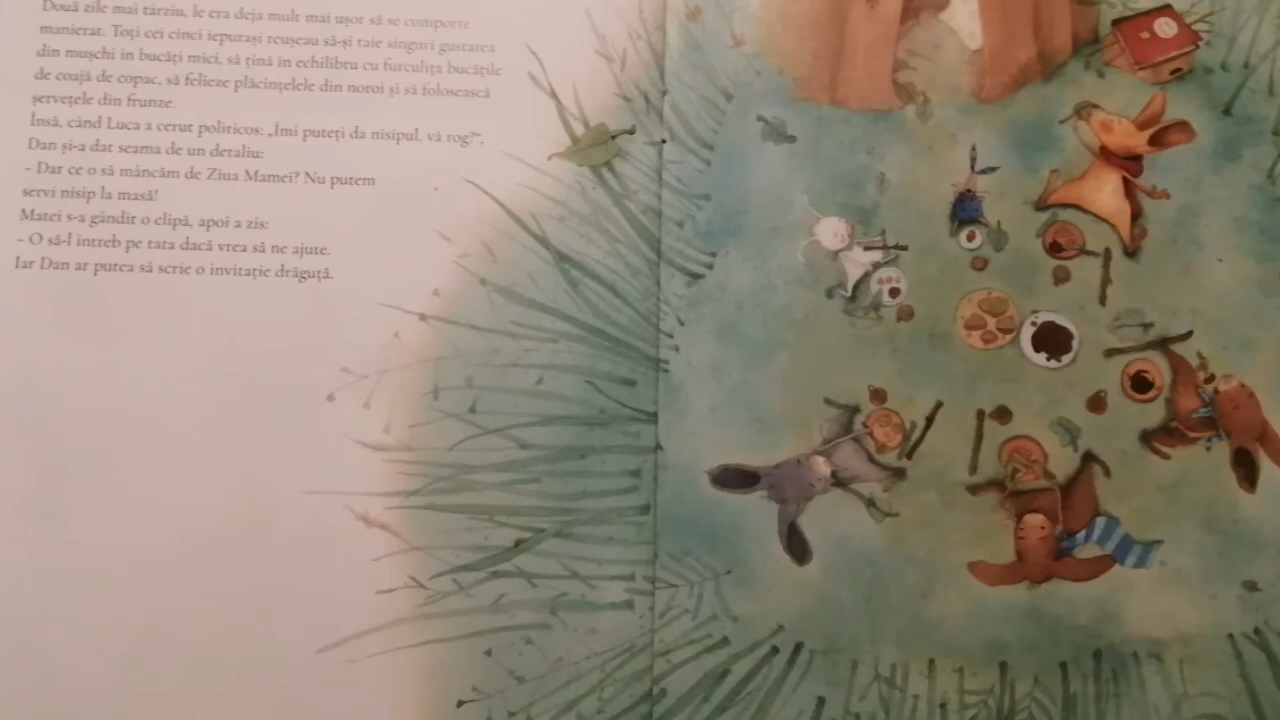 Două zile mai târziu, le era deja mult mai ușor să se comporte
manierat. Toți cei cinci iepurași reușeau să-și taie singuri gustarea
din mușchi în bucăți mici, să țină în echilibru cu furculița bucățile
de coajă de copac, să felieze plăcințelele din noroi și să folosească
șervețele din frunze.
Însă, când Luca a cerut politicos: „Îmi puteți da nisipul, vă rog?”,
Dan și-a dat seama de un detaliu:
- Dar ce o să mâncăm de Ziua Mamei? Nu putem
servi nisip la masă!
Matei s-a gândit o clipă, apoi a zis:
- O să-l întreb pe tata dacă vrea să ne ajute.
Iar Dan ar putea să scrie o invitație drăguță.